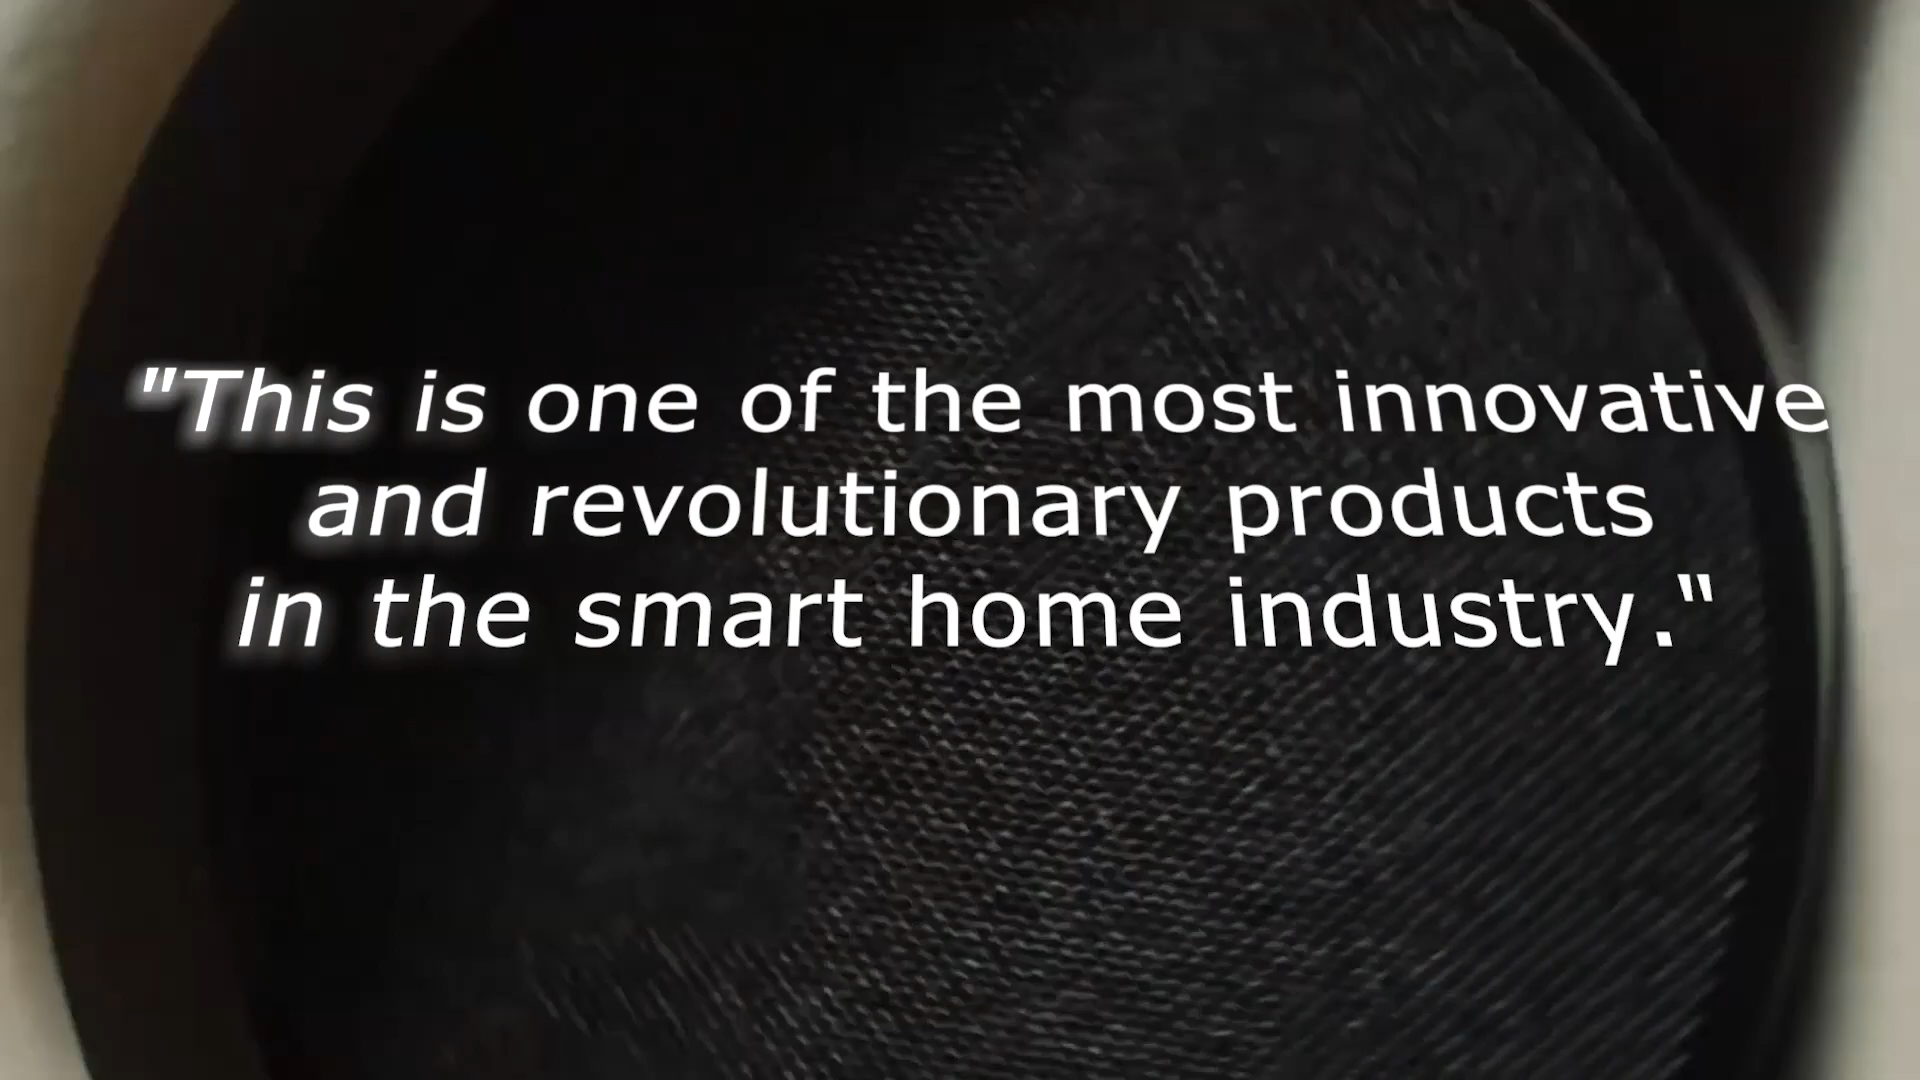 "This is one of the most innovative
and revolutionary products
in the smart home industry."